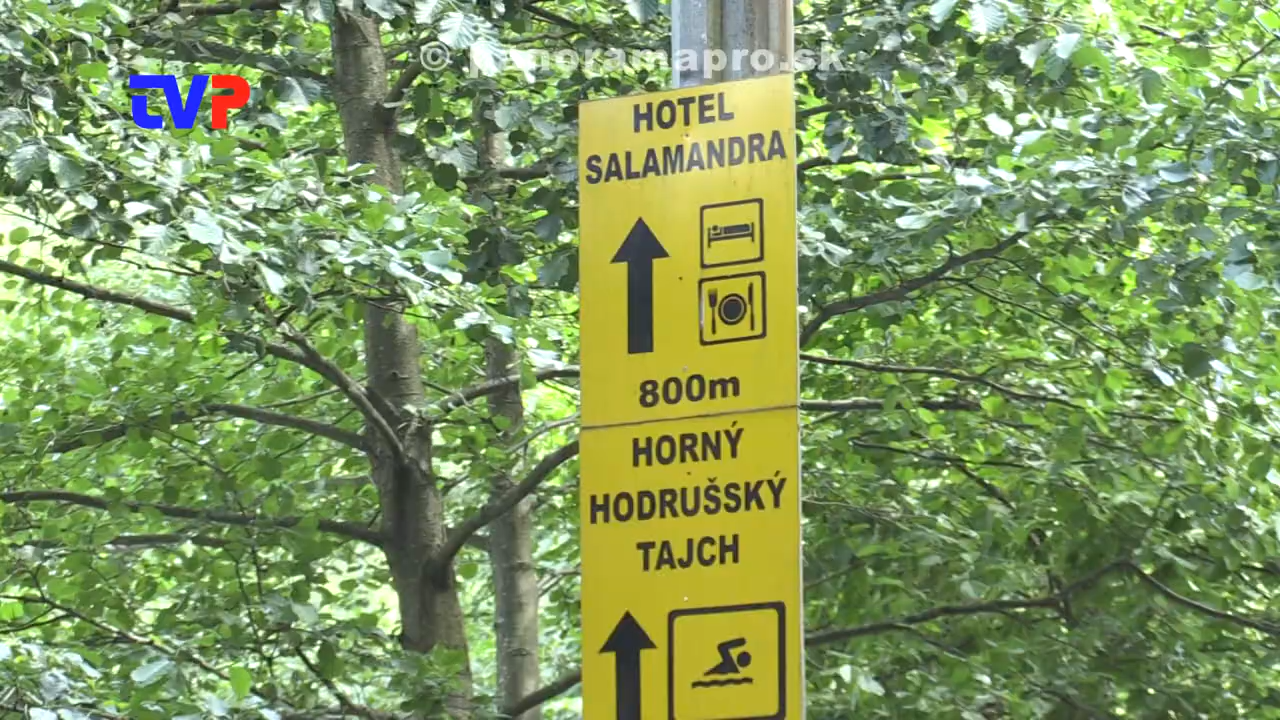 © panoramapro.sk
TVP
HOTEL
SALAMANDRA
800m
HORNÝ
HODRUŠSKÝ
TAJCH